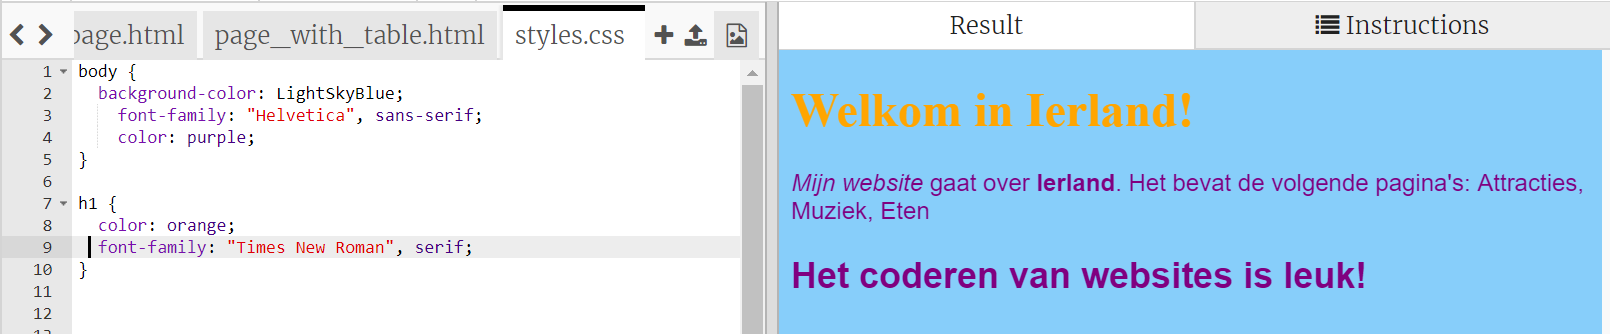 page.html page_with_table.html styles.css
1 body {
2 background-color: LightSkyBlue;
3 font-family: "Helvetica", sans-serif;
4 color: purple;
5 }
6
7 h1 {
8 color: orange;
9 font-family: "Times New Roman", serif;
10 }
11
12
Result Instructions
Welkom in Ierland!
Mijn website gaat over Ierland. Het bevat de volgende pagina's: Attracties,
Muziek, Eten
Het coderen van websites is leuk!